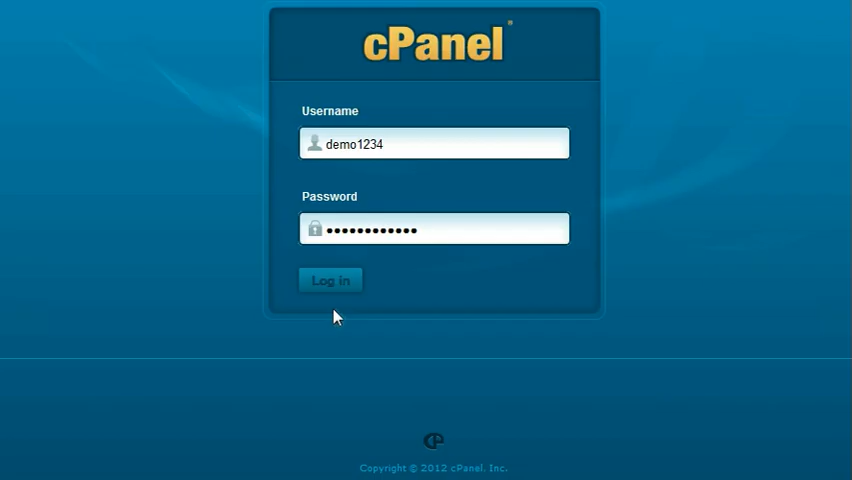 cPanel®
Username
demo1234
Password
••••••••••••
Log in
Copyright © 2012 cPanel, Inc.